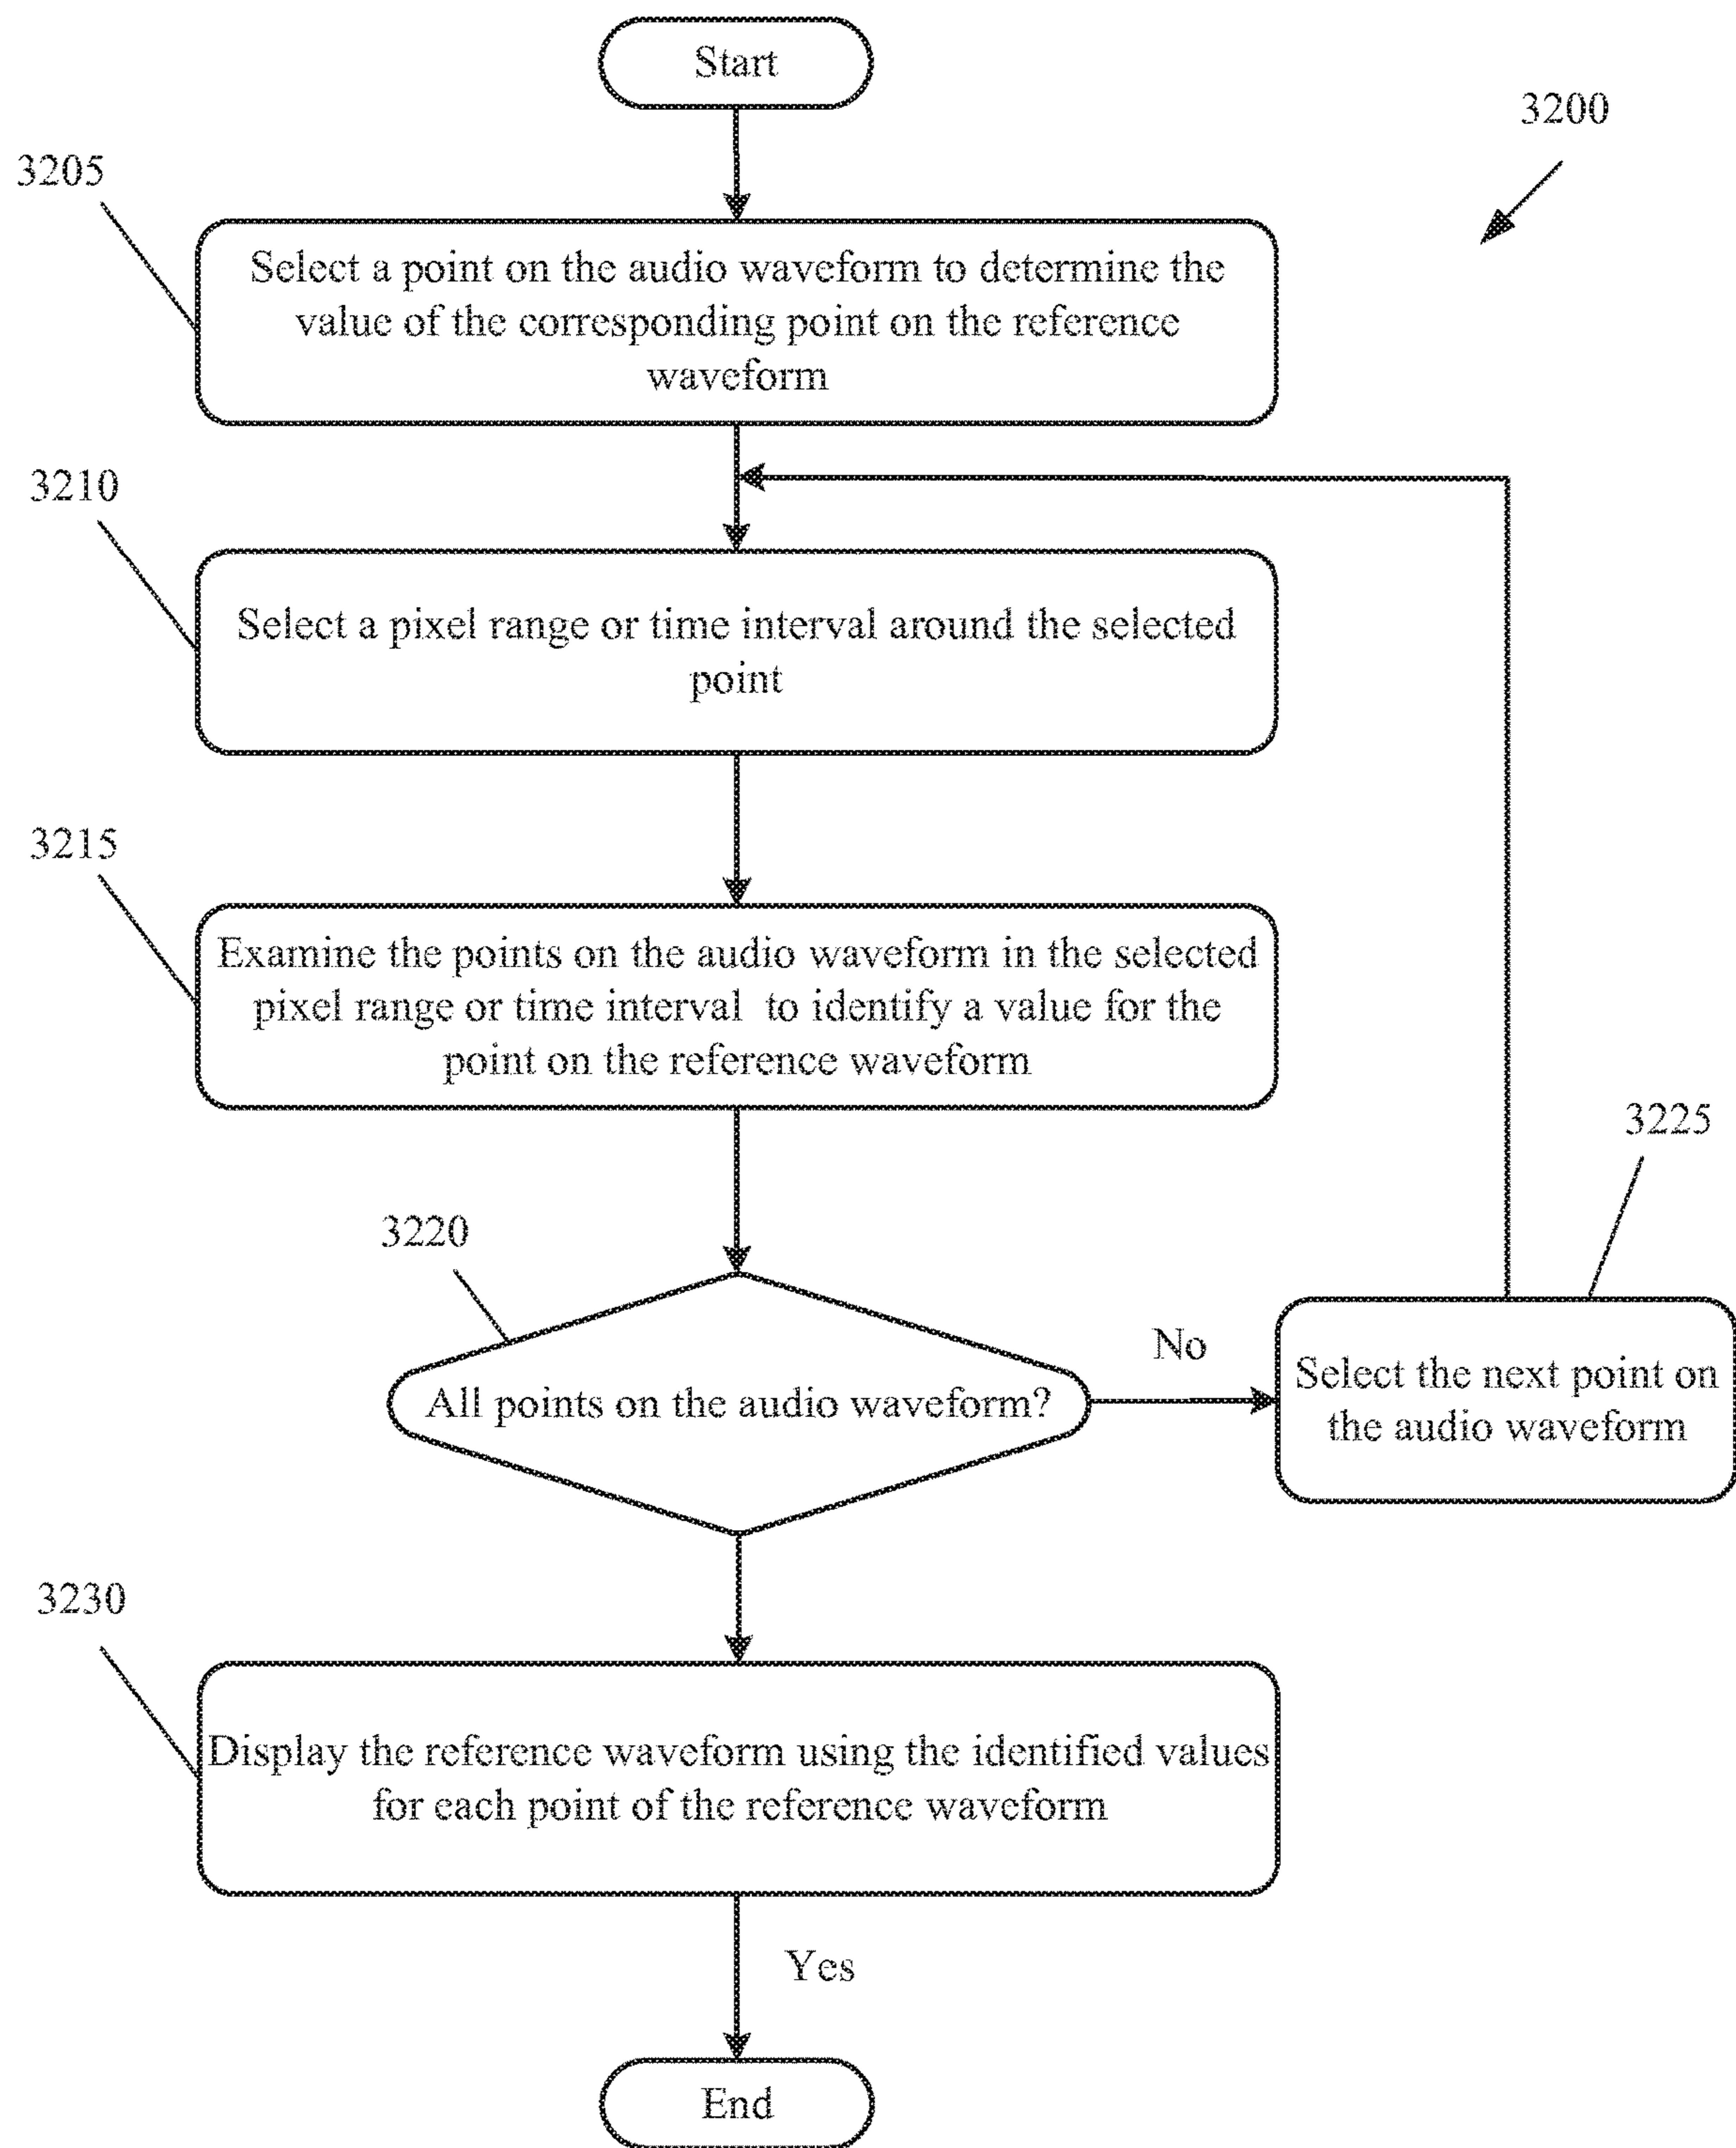 Start
3200
3205
Select a point on the audio waveform to determine the
value of the corresponding point on the reference
waveform
3210
Select a pixel range or time interval around the selected
point
3215
Examine the points on the audio waveform in the selected
pixel range or time interval to identify a value for the
point on the reference waveform
3225
3220
No
All points on the audio waveform?
Select the next point on
the audio waveform
3230
Display the reference waveform using the identified values
for each point of the reference waveform
Yes
End